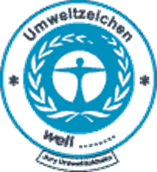 Umweltzeichen
weil ........
Jury Umweltzeichen